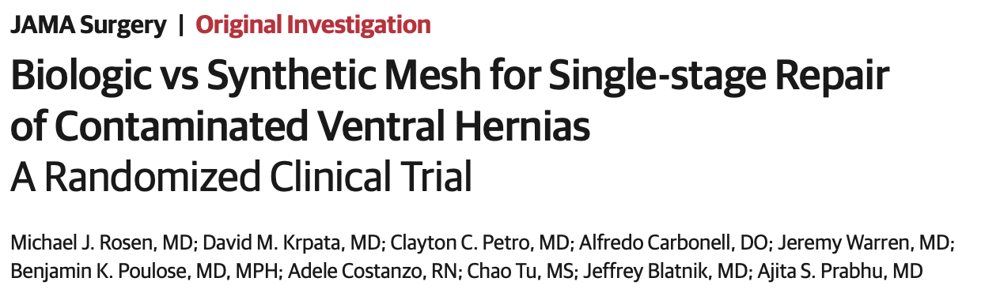 JAMA Surgery | Original Investigation
Biologic vs Synthetic Mesh for Single-stage Repair
of Contaminated Ventral Hernias
A Randomized Clinical Trial
Michael J. Rosen, MD; David M. Krpata, MD; Clayton C. Petro, MD; Alfredo Carbonell, DO; Jeremy Warren, MD;
Benjamin K. Poulose, MD, MPH; Adele Costanzo, RN; Chao Tu, MS; Jeffrey Blatnik, MD; Ajita S. Prabhu, MD